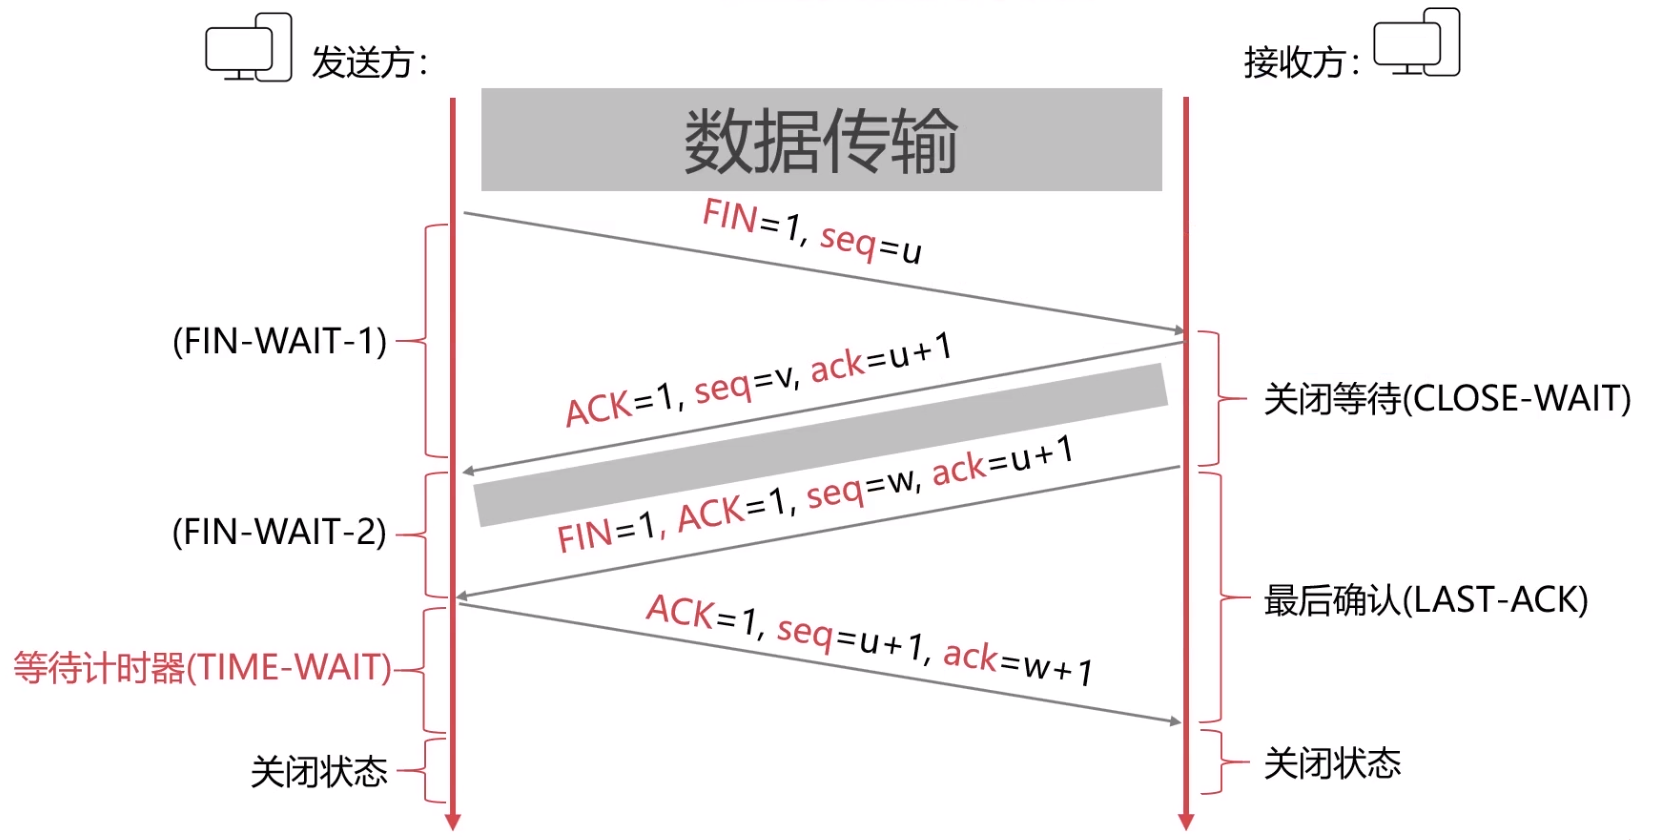 发送方：
接收方：
数据传输
FIN=1, seq=u
(FIN-WAIT-1)
ACK=1, seq=v, ack=u+1
关闭等待(CLOSE-WAIT)
FIN=1, ACK=1, seq=w, ack=u+1
(FIN-WAIT-2)
最后确认(LAST-ACK)
ACK=1, seq=u+1, ack=w+1
等待计时器(TIME-WAIT)
关闭状态
关闭状态